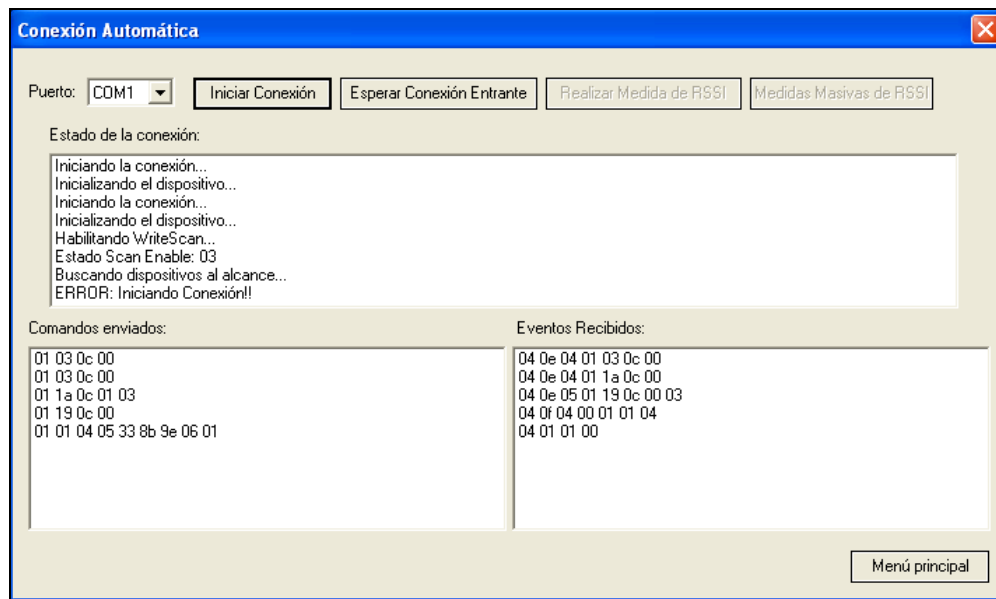 Conexión Automática
Puerto: COM1 Iniciar Conexión Esperar Conexión Entrante Realizar Medida de RSSI Medidas Masivas de RSSI
Estado de la conexión:
Iniciando la conexión...
Inicializando el dispositivo...
Iniciando la conexión...
Inicializando el dispositivo...
Habilitando WriteScan...
Estado Scan Enable: 03
Buscando dispositivos al alcance...
ERROR: Iniciando Conexión!!
Comandos enviados:
01 03 0c 00
01 03 0c 00
01 1a 0c 01 03
01 19 0c 00
01 01 04 05 33 8b 9e 06 01
Eventos Recibidos:
04 0e 04 01 03 0c 00
04 0e 04 01 1a 0c 00
04 0e 05 01 19 0c 00 03
04 0f 04 00 01 01 04
04 01 01 00
Menú principal